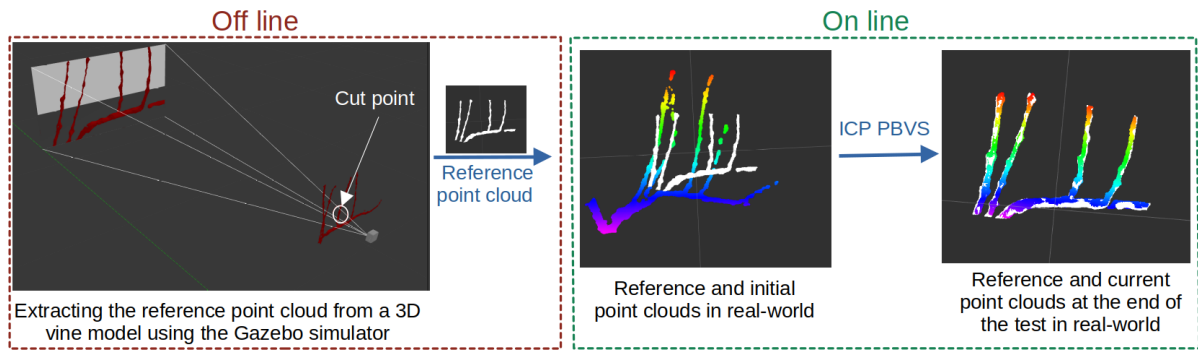 Off line
On line
Cut point
Reference
point cloud
ICP PBVS
Extracting the reference point cloud from a 3D
vine model using the Gazebo simulator
Reference and initial
point clouds in real-world
Reference and current
point clouds at the end of
the test in real-world